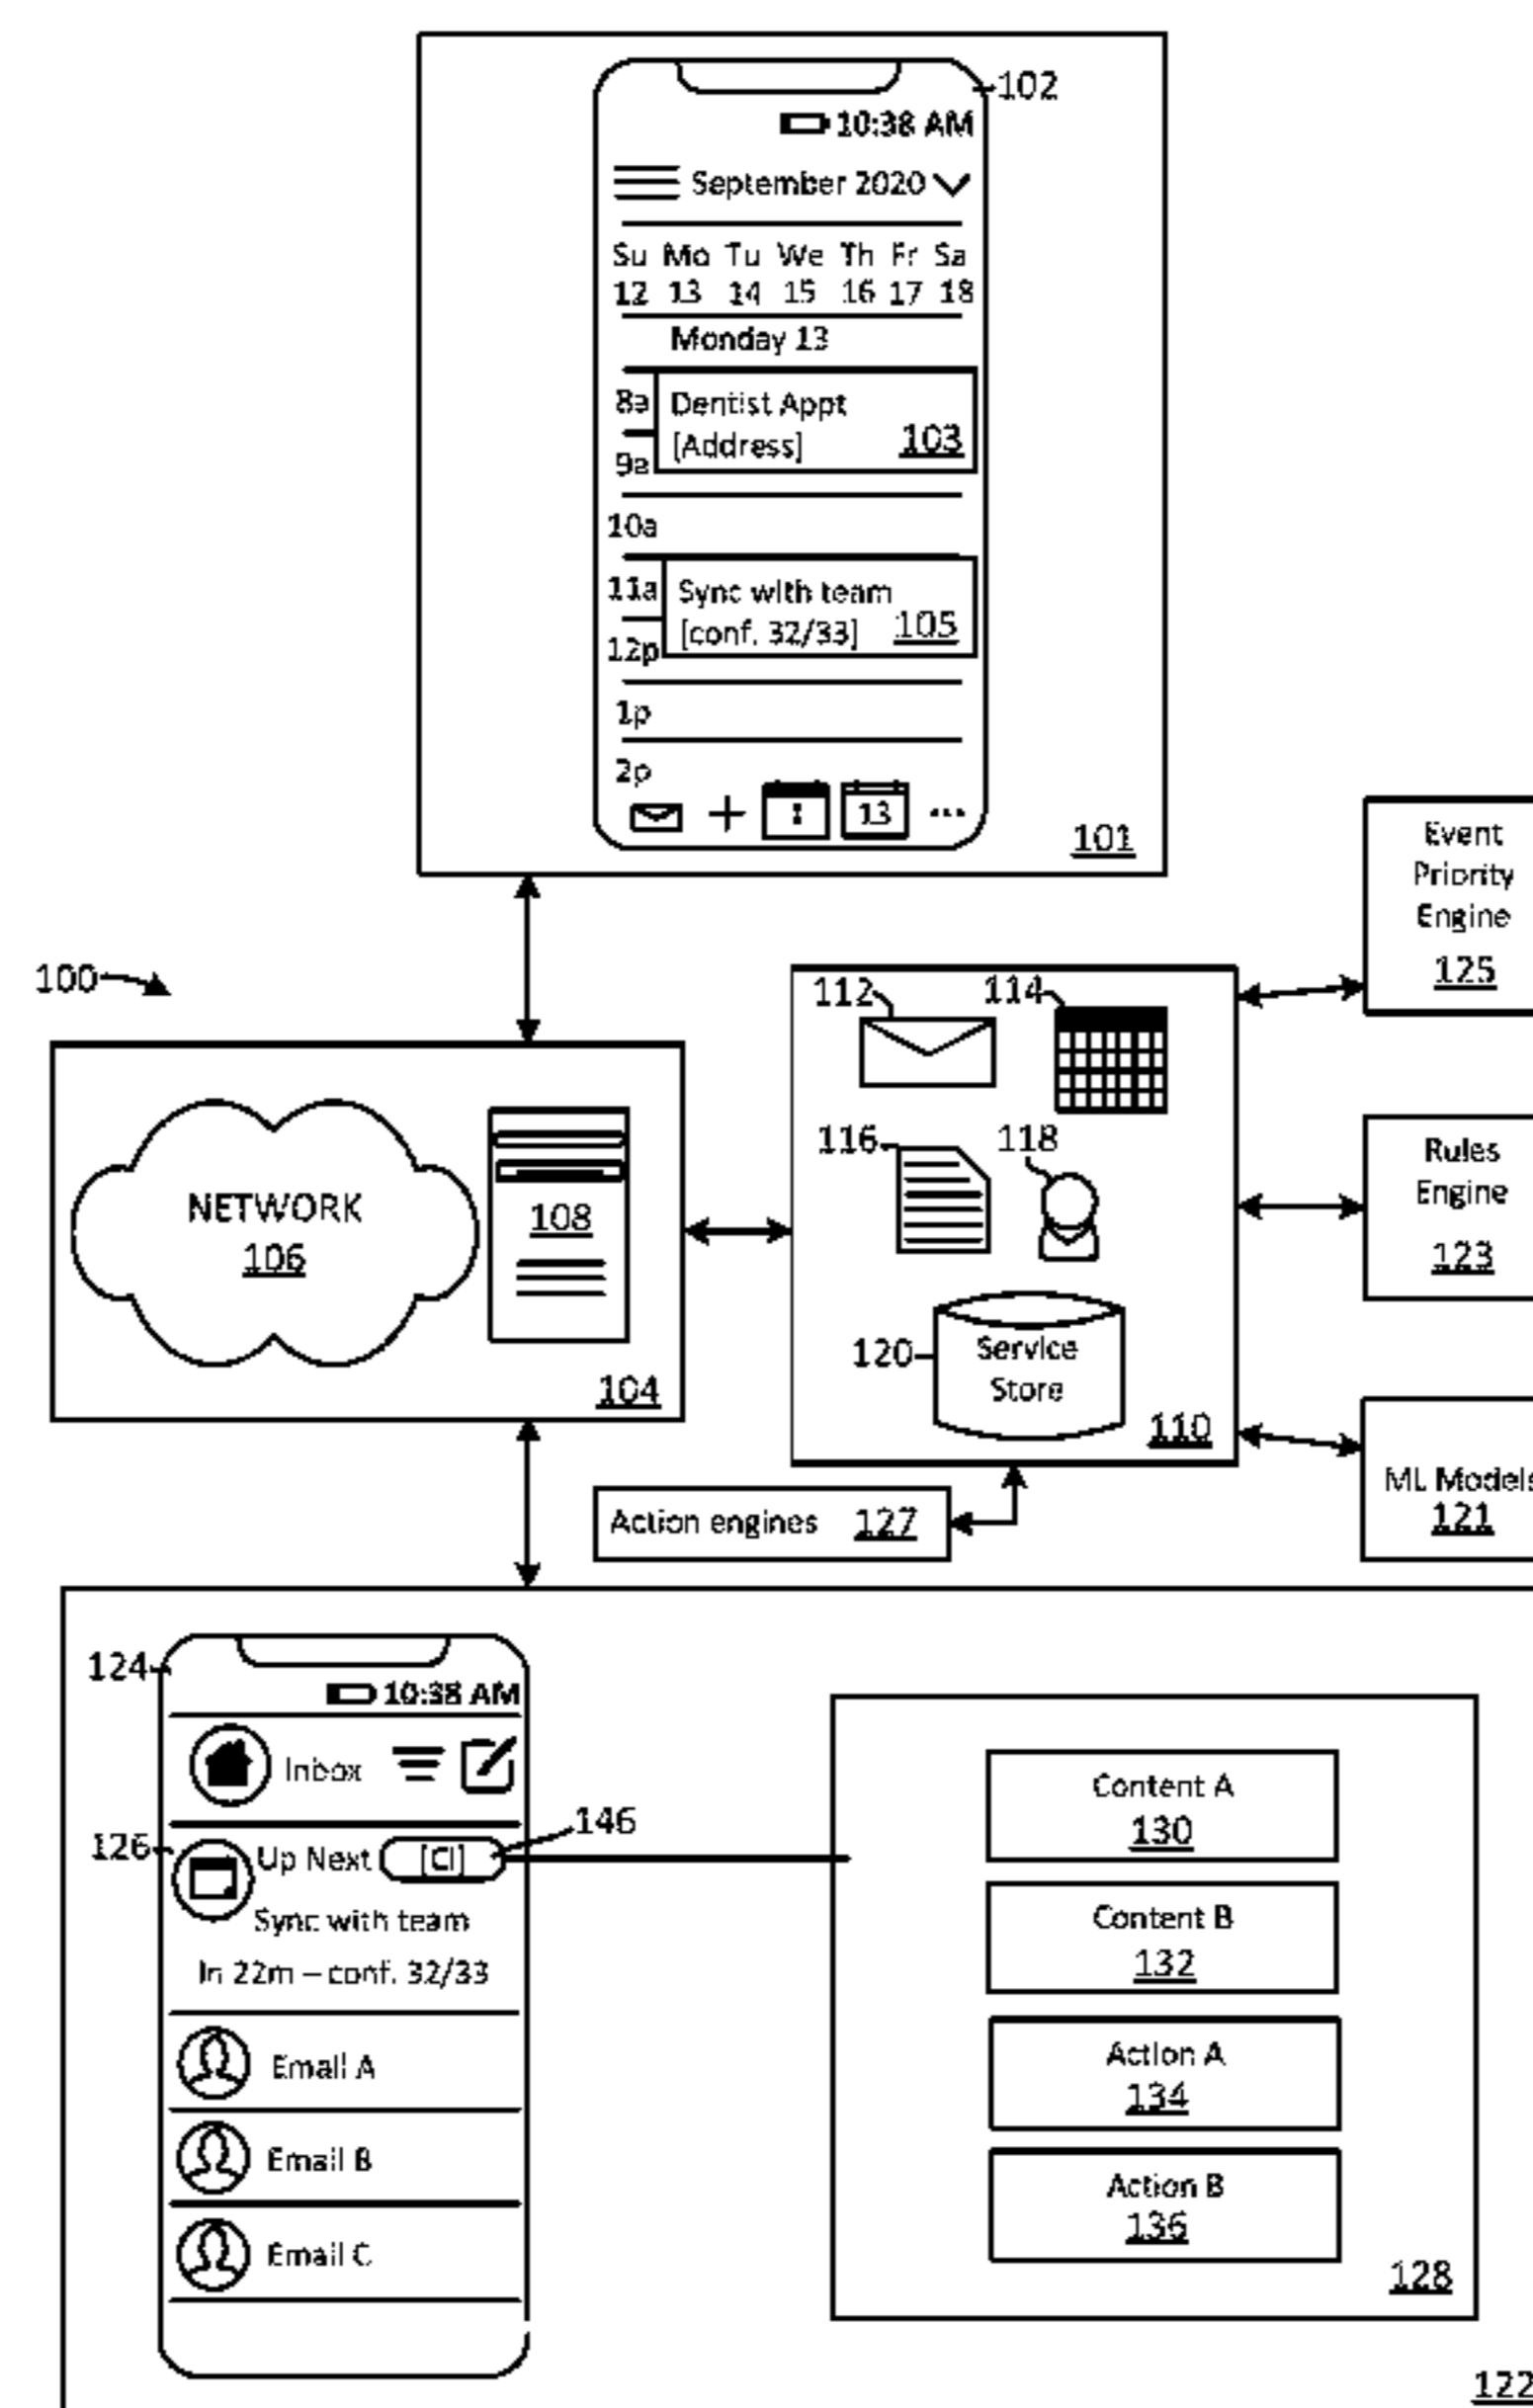 102
10:38 AM
September 2020
Su Mo Tu We Th Fr Sa
12 13 14 15 16 17 18
Monday 13
8a
Dentist Appt
[Address] 103
9a
10a
11a
Sync with team
[conf. 32/33] 105
12p
1p
2p
13
101
Event
Priority
Engine
125
100
112
114
116
118
NETWORK
106
108
104
120
Service
Store
110
Rules
Engine
123
ML Models
121
Action engines 127
124
10:38 AM
Inbox
126
Up Next [CI]
146
Sync with team
In 22m – conf. 32/33
Email A
Email B
Email C
Content A
130
Content B
132
Action A
134
Action B
136
128
122